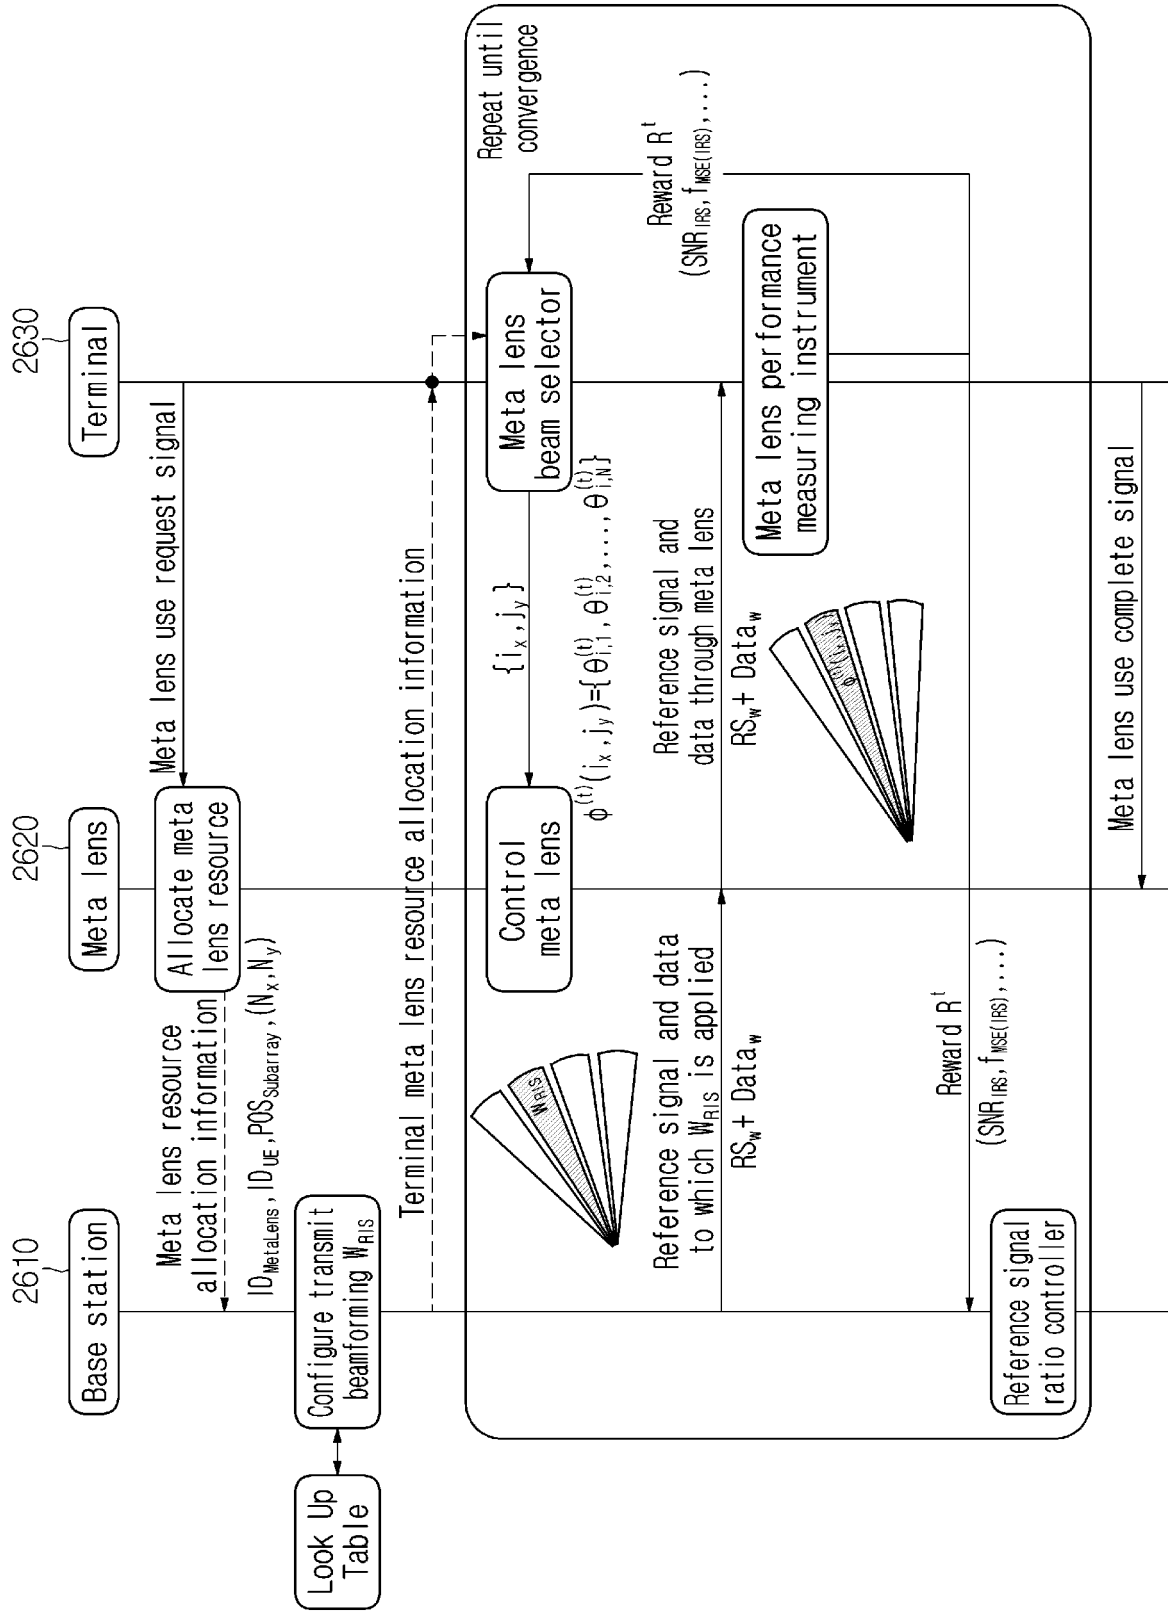 2610
2620
2630
Base station
Meta lens
Terminal
Meta lens use request signal
Allocate meta
lens resource
Meta lens resource
allocation information
ID_MetaLens, ID_UE, POS_Subarray, (N_x, N_y)
Look Up
Table
Configure transmit
beamforming W_RIS
Terminal meta lens resource allocation information
Repeat until
convergence
Meta lens
beam selector
{i_x, j_y}
Control
meta lens
ϕ^(t)(i_x, j_y)={θ_i,1^(t), θ_i,2^(t), ..., θ_i,N^(t)}
W_RIS
Reference signal and data
to which W_RIS is applied
RS_w + Data_w
Reference signal and
data through meta lens
RS_w + Data_w
Reward R^t
(SNR_IRS, f_MSE(IRS), ...)
Meta lens performance
measuring instrument
Reward R^t
(SNR_IRS, f_MSE(IRS), ...)
Reference signal
ratio controller
Meta lens use complete signal